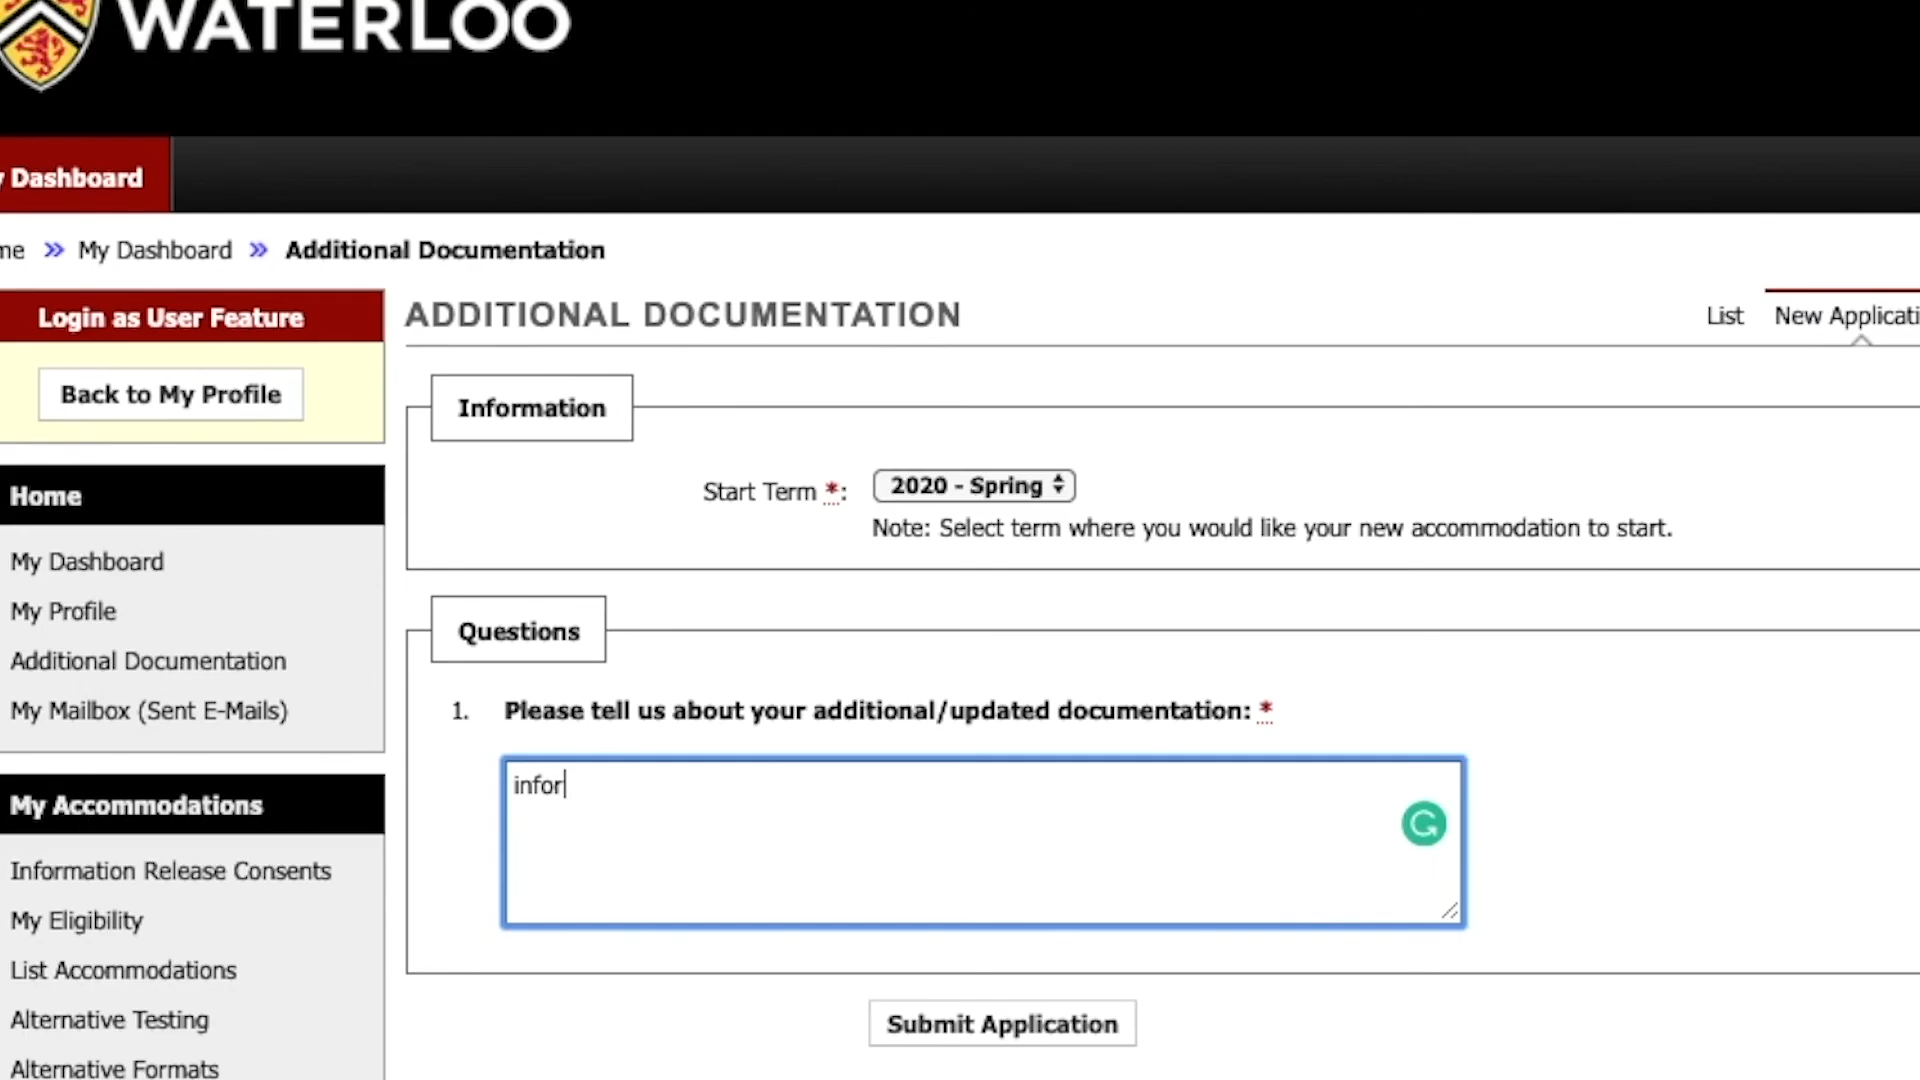 WATERLOO
Dashboard
My Dashboard » Additional Documentation
Login as User Feature
Back to My Profile
Home
My Dashboard
My Profile
Additional Documentation
My Mailbox (Sent E-Mails)
My Accommodations
Information Release Consents
My Eligibility
List Accommodations
Alternative Testing
Alternative Formats
ADDITIONAL DOCUMENTATION
List
New Applicati
Information
Start Term *:
2020 - Spring
Note: Select term where you would like your new accommodation to start.
Questions
1. Please tell us about your additional/updated documentation: *
infor
Submit Application